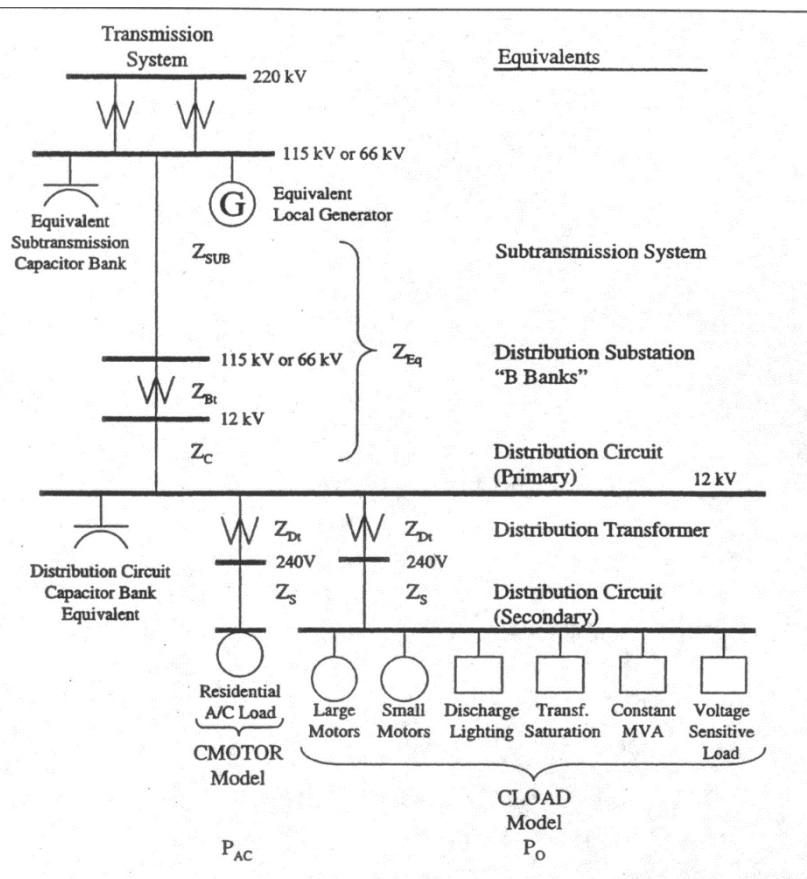 Transmission
System
Equivalents
220 kV
115 kV or 66 kV
G
Equivalent
Local Generator
Equivalent
Subtransmission
Capacitor Bank
Z_SUB
Subtransmission System
115 kV or 66 kV
Z_Eq
Distribution Substation
"B Banks"
Z_Bt
12 kV
Z_C
Distribution Circuit
(Primary)
12 kV
Z_Dt
Z_Dt
Distribution Transformer
240V
240V
Distribution Circuit
Capacitor Bank
Equivalent
Z_S
Z_S
Distribution Circuit
(Secondary)
Residential
A/C Load
Large
Motors
Small
Motors
Discharge
Lighting
Transf.
Saturation
Constant
MVA
Voltage
Sensitive
Load
CMOTOR
Model
CLOAD
Model
P_AC
P_O